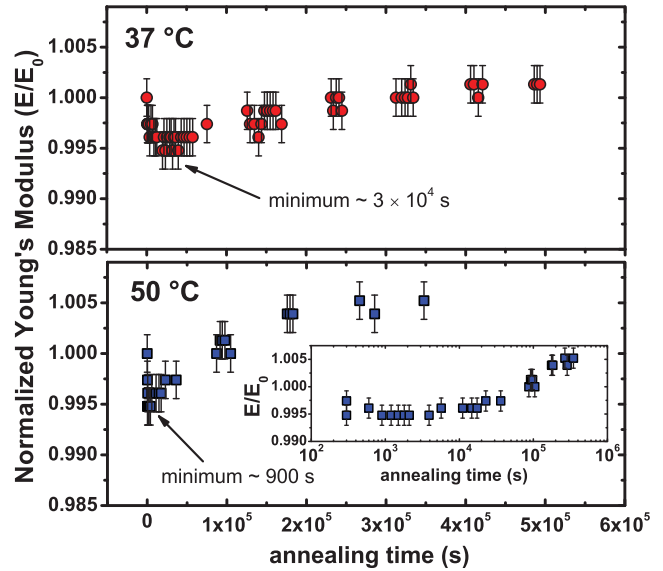 Normalized Young's Modulus (E/E₀)
37 °C
1.005
1.000
0.995
0.990
0.985
minimum ~ 3 × 10⁴ s
50 °C
1.005
1.000
0.995
0.990
0.985
minimum ~ 900 s
E/E₀
1.005
1.000
0.995
0.990
10² 10³ 10⁴ 10⁵ 10⁶
annealing time (s)
0 1x10⁵ 2x10⁵ 3x10⁵ 4x10⁵ 5x10⁵ 6x10⁵
annealing time (s)